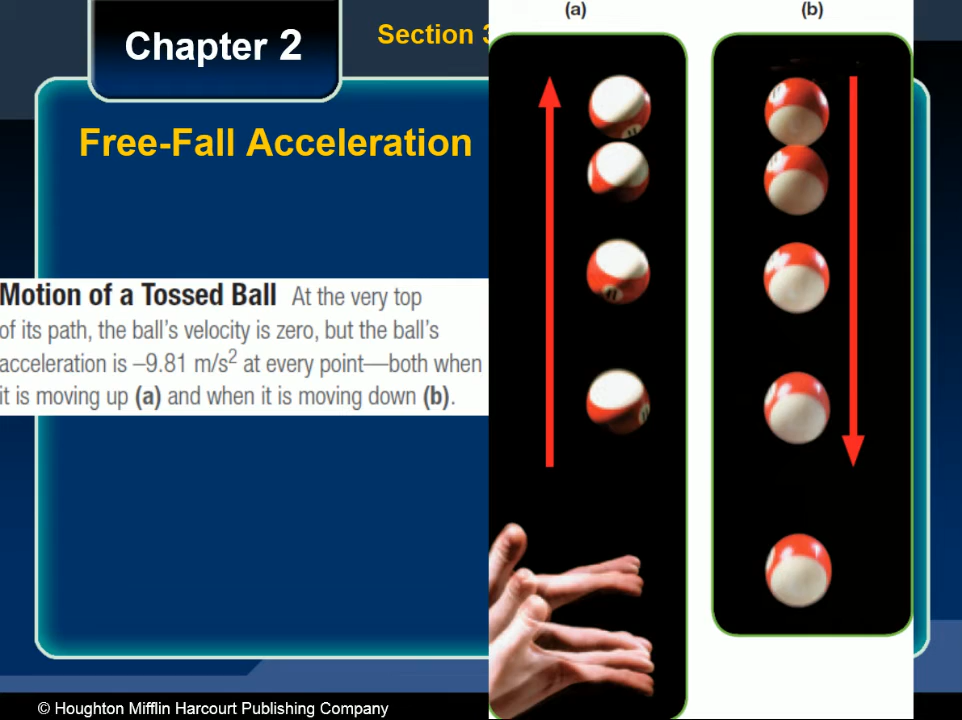 Chapter 2
Section 3
Free-Fall Acceleration
(a)
(b)
Motion of a Tossed Ball At the very top
of its path, the ball's velocity is zero, but the ball's
acceleration is –9.81 m/s² at every point—both when
it is moving up (a) and when it is moving down (b).
11
© Houghton Mifflin Harcourt Publishing Company